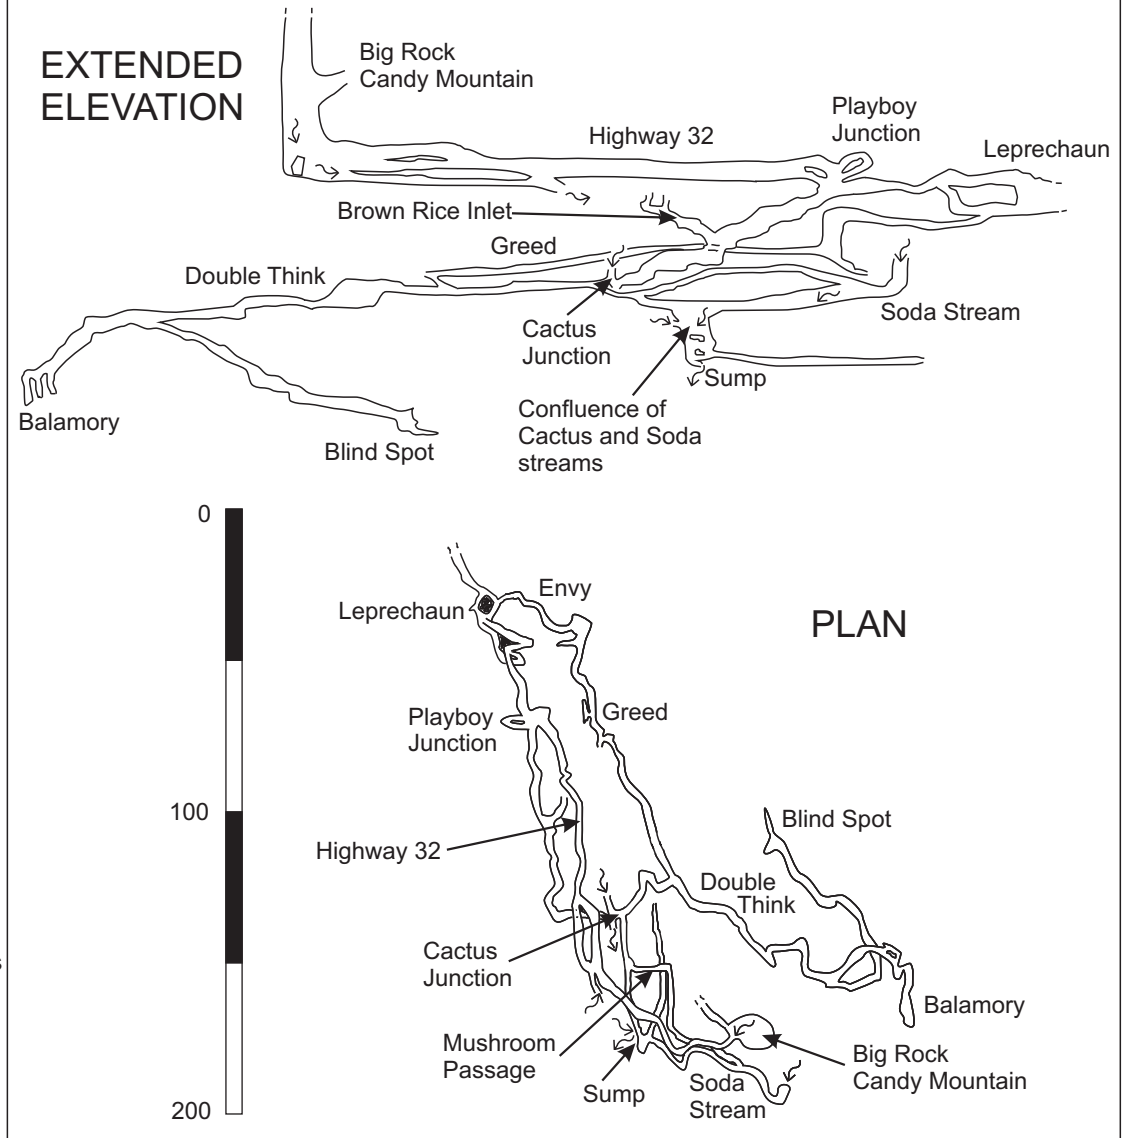 EXTENDED
ELEVATION
Big Rock
Candy Mountain
Highway 32
Playboy
Junction
Leprechaun
Brown Rice Inlet
Greed
Double Think
Cactus
Junction
Soda Stream
Sump
Confluence of
Cactus and Soda
streams
Balamory
Blind Spot
0
100
200
PLAN
Envy
Leprechaun
Greed
Playboy
Junction
Blind Spot
Highway 32
Double
Think
Cactus
Junction
Balamory
Mushroom
Passage
Big Rock
Candy Mountain
Sump
Soda
Stream